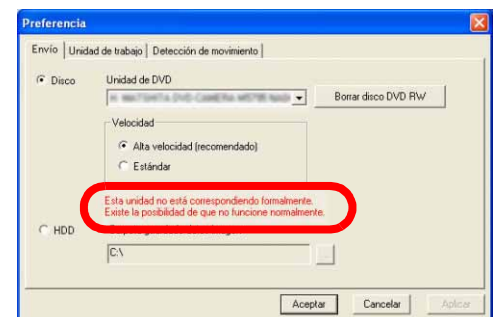 Preferencia
Envío Unidad de trabajo Detección de movimiento
Disco Unidad de DVD
Borrar disco DVD RW
Velocidad
Alta velocidad (recomendado)
Estándar
Esta unidad no está correspondiendo formalmente.
Existe la posibilidad de que no funcione normalmente.
HDD
C:\
...
Aceptar Cancelar Aplicar